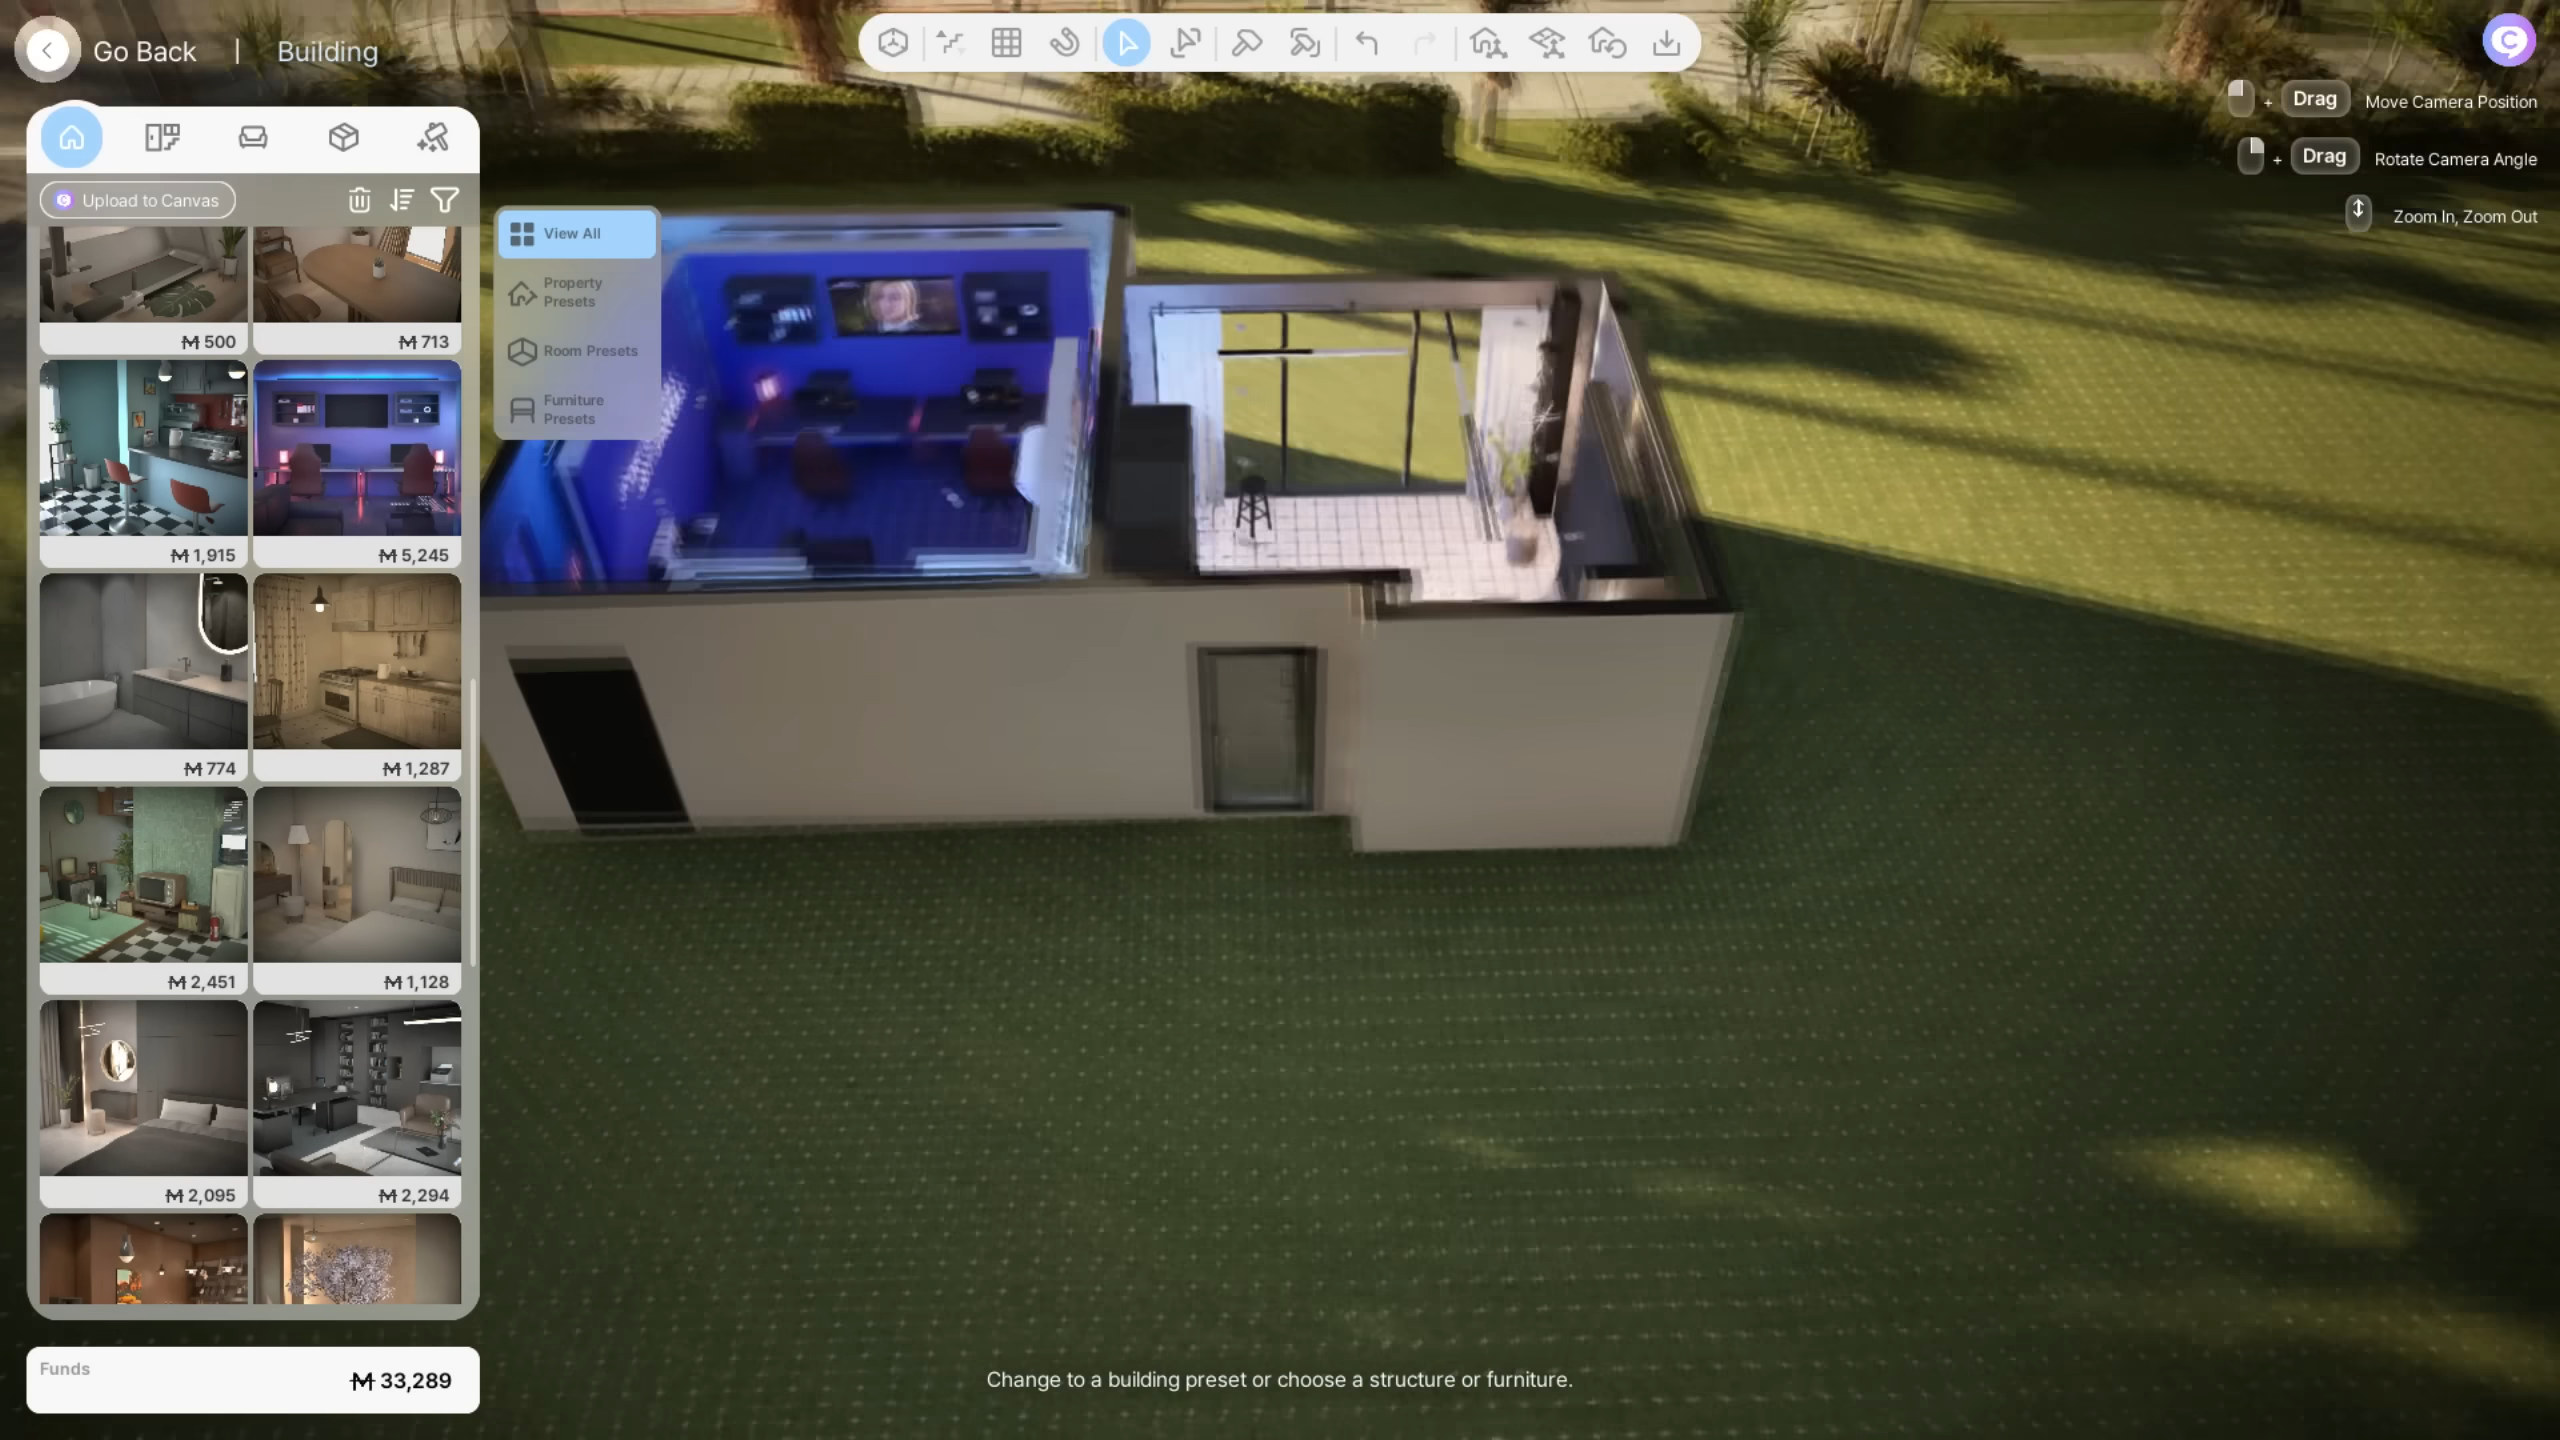 Go Back | Building
Drag Move Camera Position
Drag Rotate Camera Angle
Zoom In, Zoom Out
Upload to Canvas
View All
Property
Presets
Room Presets
Furniture
Presets
500
713
1,915
5,245
774
1,287
2,451
1,128
2,095
2,294
Funds
33,289
Change to a building preset or choose a structure or furniture.